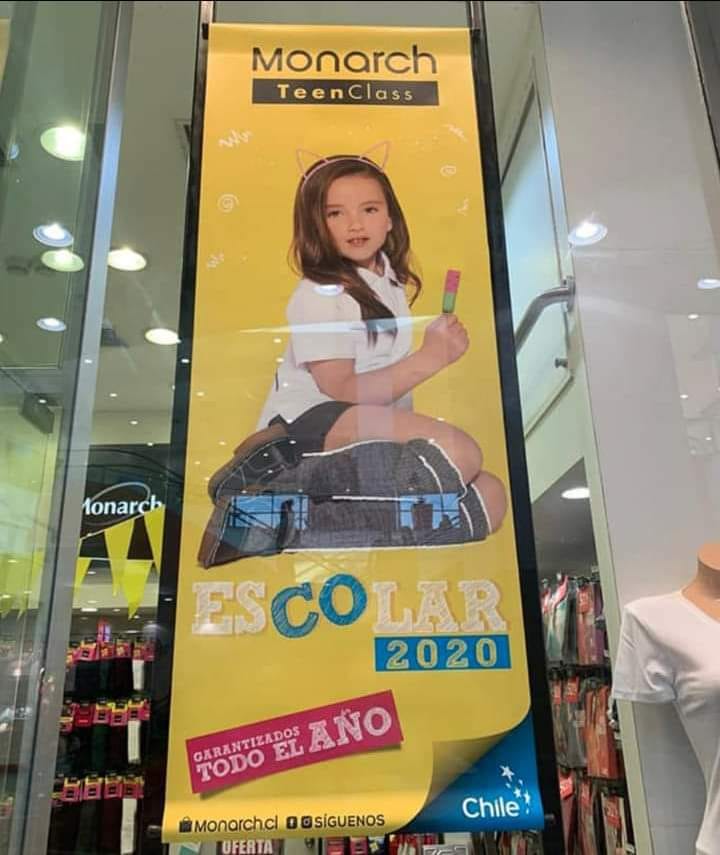 Monarch
TeenClass
Monarch
ESCOLAR
2020
GARANTIZADOS
TODO EL AÑO
Chile
Monarch.cl SÍGUENOS
OFERTA